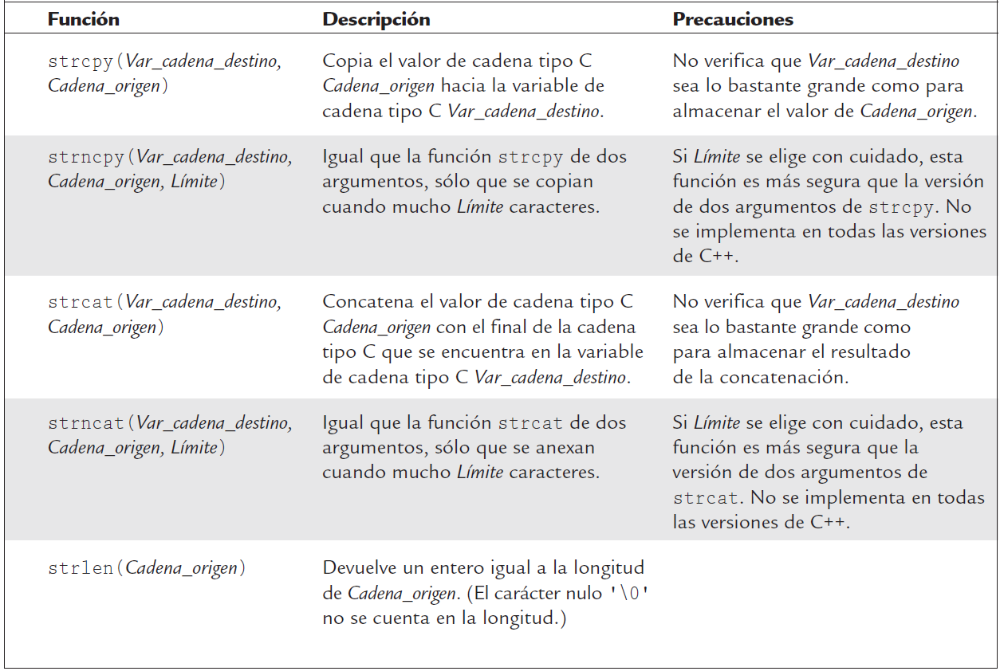 Función Descripción Precauciones
strcpy(Var_cadena_destino,
Cadena_origen)
Copia el valor de cadena tipo C
Cadena_origen hacia la variable de
cadena tipo C Var_cadena_destino.
No verifica que Var_cadena_destino
sea lo bastante grande como para
almacenar el valor de Cadena_origen.
strncpy(Var_cadena_destino,
Cadena_origen, Límite)
Igual que la función strcpy de dos
argumentos, sólo que se copian
cuando mucho Límite caracteres.
Si Límite se elige con cuidado, esta
función es más segura que la versión
de dos argumentos de strcpy. No
se implementa en todas las versiones
de C++.
strcat(Var_cadena_destino,
Cadena_origen)
Concatena el valor de cadena tipo C
Cadena_origen con el final de la cadena
tipo C que se encuentra en la variable
de cadena tipo C Var_cadena_destino.
No verifica que Var_cadena_destino
sea lo bastante grande como
para almacenar el resultado
de la concatenación.
strncat(Var_cadena_destino,
Cadena_origen, Límite)
Igual que la función strcat de dos
argumentos, sólo que se anexan
cuando mucho Límite caracteres.
Si Límite se elige con cuidado, esta
función es más segura que la
versión de dos argumentos de
strcat. No se implementa en todas
las versiones de C++.
strlen(Cadena_origen)
Devuelve un entero igual a la longitud
de Cadena_origen. (El carácter nulo '\0'
no se cuenta en la longitud.)